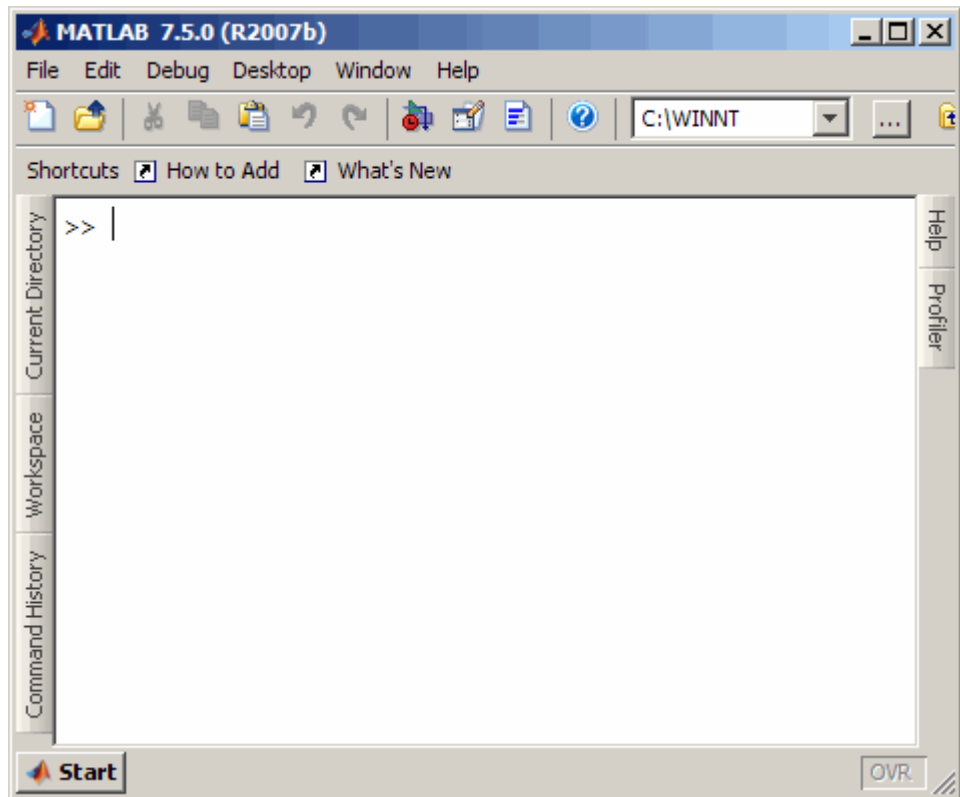 MATLAB 7.5.0 (R2007b)
File Edit Debug Desktop Window Help
C:\WINNT ...
Shortcuts How to Add What's New
>>
Current Directory
Workspace
Command History
Help
Profiler
Start
OVR